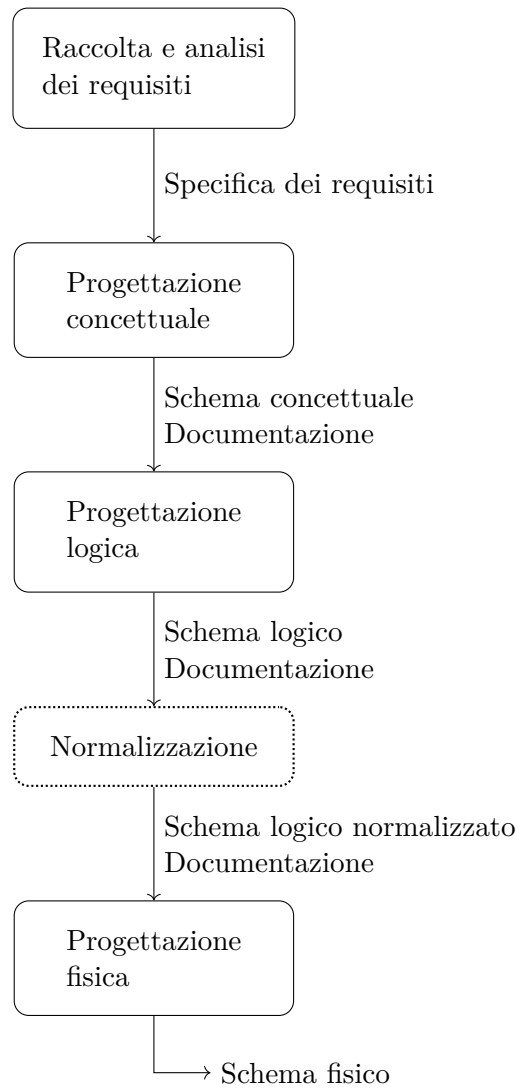 Raccolta e analisi
dei requisiti
Specifica dei requisiti
Progettazione
concettuale
Schema concettuale
Documentazione
Progettazione
logica
Schema logico
Documentazione
Normalizzazione
Schema logico normalizzato
Documentazione
Progettazione
fisica
Schema fisico